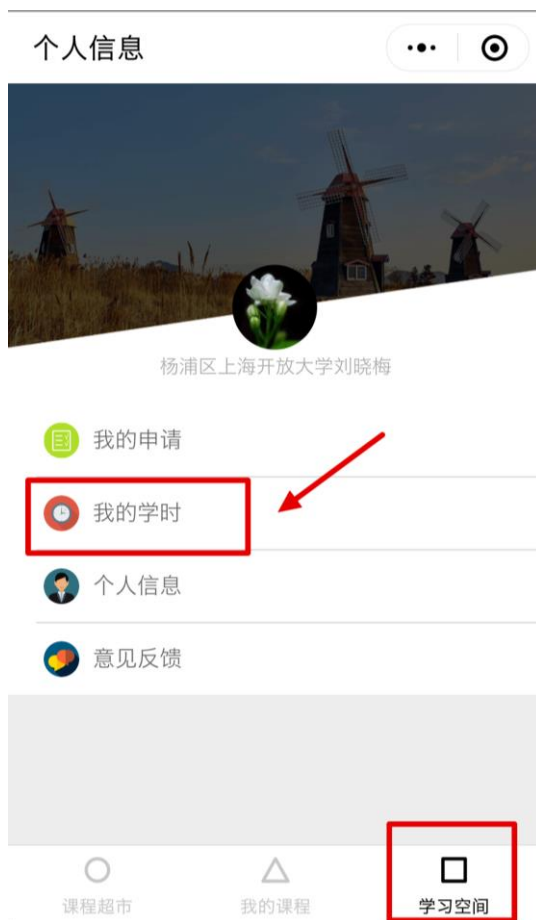 个人信息
杨浦区上海开放大学刘晓梅
我的申请
我的学时
个人信息
意见反馈
课程超市
我的课程
学习空间